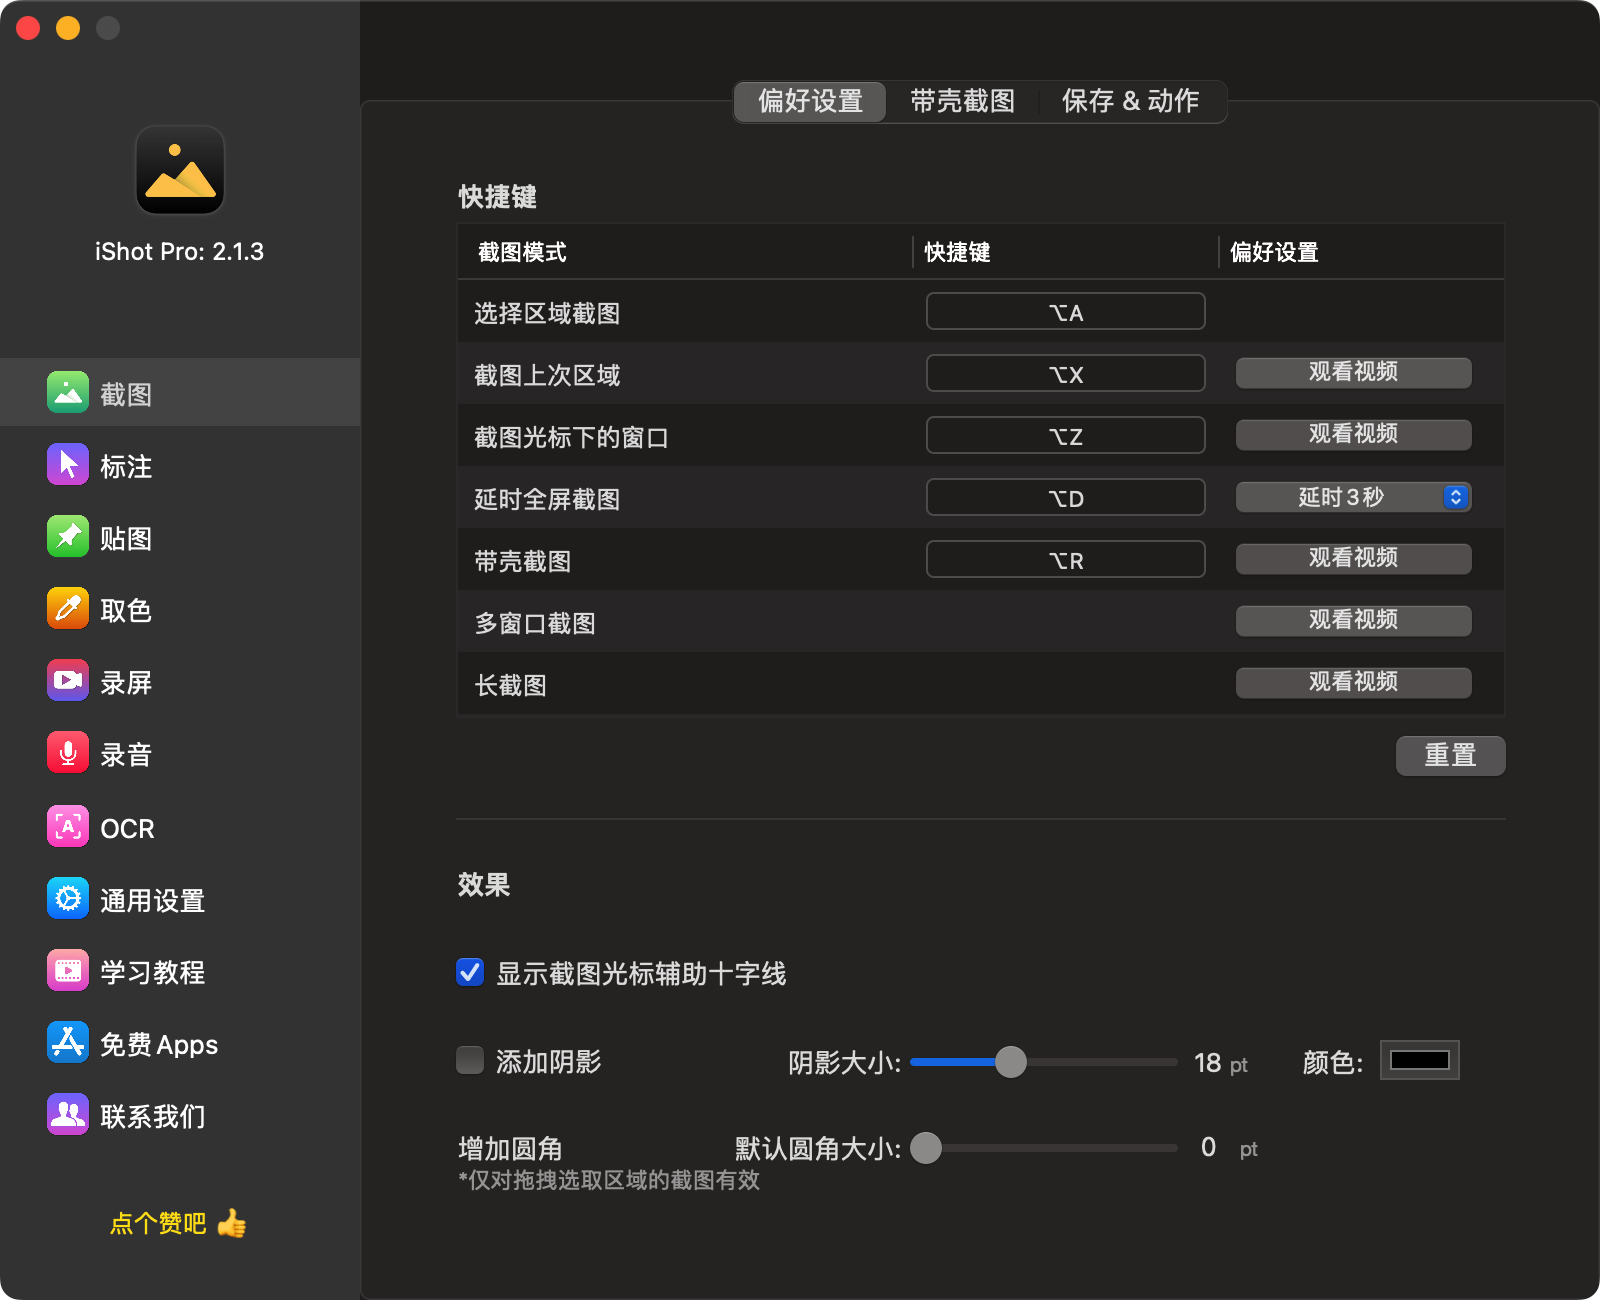 iShot Pro: 2.1.3
截图
标注
贴图
取色
录屏
录音
OCR
通用设置
学习教程
免费Apps
联系我们
点个赞吧 👍
偏好设置 带壳截图 保存 & 动作
快捷键
截图模式 快捷键 偏好设置
选择区域截图 ⌥A
截图上次区域 ⌥X 观看视频
截图光标下的窗口 ⌥Z 观看视频
延时全屏截图 ⌥D 延时3秒
带壳截图 ⌥R 观看视频
多窗口截图 观看视频
长截图 观看视频
重置
效果
显示截图光标辅助十字线
添加阴影 阴影大小: 18 pt 颜色:
增加圆角 默认圆角大小: 0 pt
*仅对拖拽选取区域的截图有效